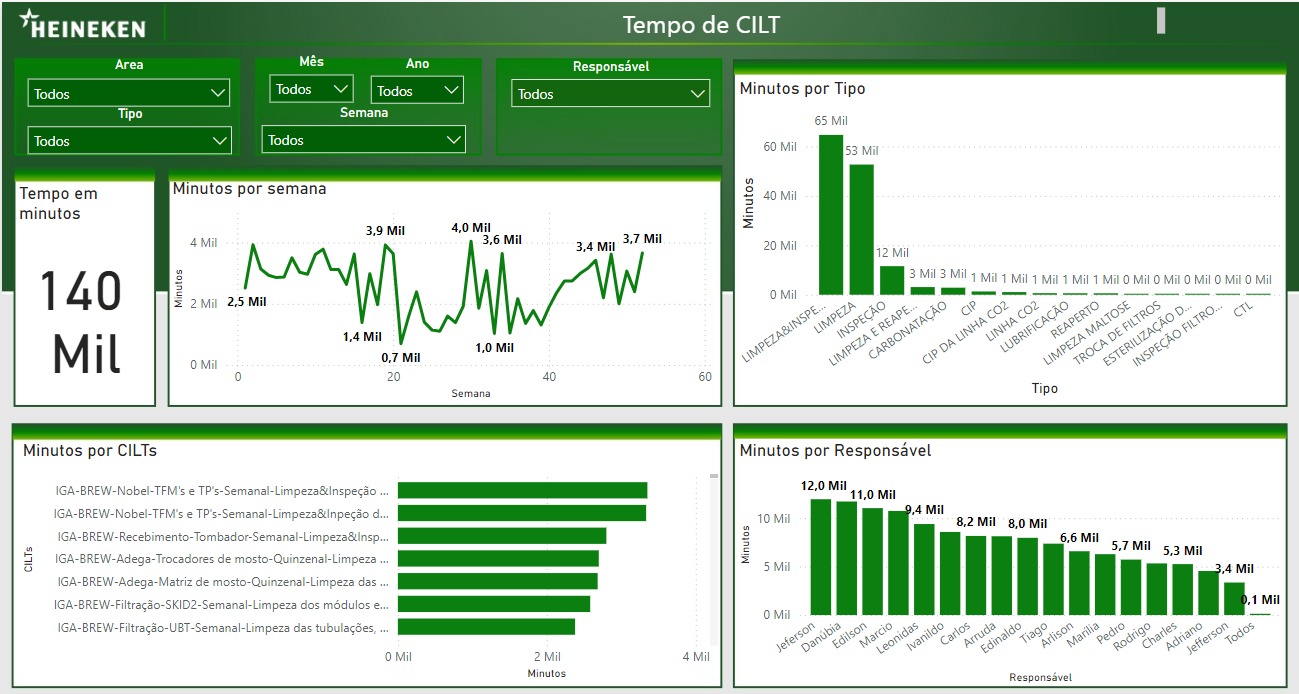 HEINEKEN
Tempo de CILT
Area
Todos
Tipo
Todos
Mês
Ano
Todos
Todos
Semana
Todos
Responsável
Todos
Tempo em
minutos
140
Mil
Minutos por semana
Minutos
4 Mil
2 Mil
0 Mil
2,5 Mil
1,4 Mil
3,9 Mil
0,7 Mil
4,0 Mil
3,6 Mil
1,0 Mil
3,4 Mil
3,7 Mil
0
20
40
60
Semana
Minutos por Tipo
Minutos
60 Mil
40 Mil
20 Mil
0 Mil
65 Mil
53 Mil
12 Mil
3 Mil
3 Mil
1 Mil
1 Mil
1 Mil
1 Mil
1 Mil
0 Mil
0 Mil
0 Mil
0 Mil
0 Mil
LIMPEZA&INSPE...
LIMPEZA
INSPEÇÃO
LIMPEZA E REAPE...
CARBONATAÇÃO
CIP
CIP DA LINHA CO2
LINHA CO2
LUBRIFICAÇÃO
REAPERTO
LIMPEZA MALTOSE
TROCA DE FILTROS
ESTERILIZAÇÃO D...
INSPEÇÃO FILTRO...
CTL
Tipo
Minutos por CILTs
CILTs
IGA-BREW-Nobel-TFM's e TP's-Semanal-Limpeza&Inspeção ...
IGA-BREW-Nobel-TFM's e TP's-Semanal-Limpeza&Inpeção d...
IGA-BREW-Recebimento-Tombador-Semanal-Limpeza&Insp...
IGA-BREW-Adega-Trocadores de mosto-Quinzenal-Limpeza ...
IGA-BREW-Adega-Matriz de mosto-Quinzenal-Limpeza das ...
IGA-BREW-Filtração-SKID2-Semanal-Limpeza dos módulos e...
IGA-BREW-Filtração-UBT-Semanal-Limpeza das tubulações, ...
0 Mil
2 Mil
4 Mil
Minutos
Minutos por Responsável
Minutos
10 Mil
5 Mil
0 Mil
12,0 Mil
11,0 Mil
9,4 Mil
8,2 Mil
8,0 Mil
6,6 Mil
5,7 Mil
5,3 Mil
3,4 Mil
0,1 Mil
Jeferson
Danúbia
Edilson
Marcio
Leonidas
Ivanildo
Carlos
Arruda
Edinaldo
Tiago
Arlison
Marilia
Pedro
Rodrigo
Charles
Adriano
Jefferson
Todos
Responsável